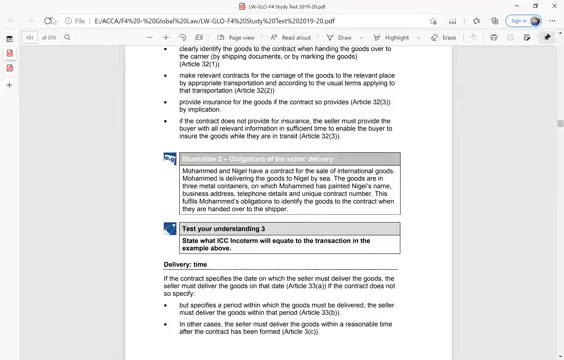 LW-GLO-F4 Study Test Text 2019-20.pdf
File | E:/ACCA/F4%20-%20Global%20Law/LW-GLO-F4%20Study%20Text%202019-20.pdf
Sign in
101 of 370
Page view | Read aloud | Draw Highlight Erase
• clearly identify the goods to the contract when handing the goods over to
the carrier (by shipping documents, or by marking the goods)
(Article 32(1))
• make relevant contracts for the carriage of the goods to the relevant place
by appropriate transportation and according to the usual terms applying to
that transportation (Article 32(2))
• provide insurance for the goods if the contract so provides (Article 32(3))
by implication.
• if the contract does not provide for insurance, the seller must provide the
buyer with all relevant information in sufficient time to enable the buyer to
insure the goods while they are in transit (Article 32(3).
Illustration 2 – Obligations of the seller: delivery
Mohammed and Nigel have a contract for the sale of international goods.
Mohammed is delivering the goods to Nigel by sea. The goods are in
three metal containers, on which Mohammed has painted Nigel's name,
business address, telephone details and unique contract number. This
fulfils Mohammed's obligations to identify the goods to the contract when
they are handed over to the shipper.
Test your understanding 3
State what ICC Incoterm will equate to the transaction in the
example above.
Delivery: time
If the contract specifies the date on which the seller must deliver the goods, the
seller must deliver the goods on that date (Article 33(a)) If the contract does not
so specify:
• but specifies a period within which the goods must be delivered, the seller
must deliver the goods within that period (Article 33(b)).
• In other cases, the seller must deliver the goods within a reasonable time
after the contract has been formed (Article 3(c)).